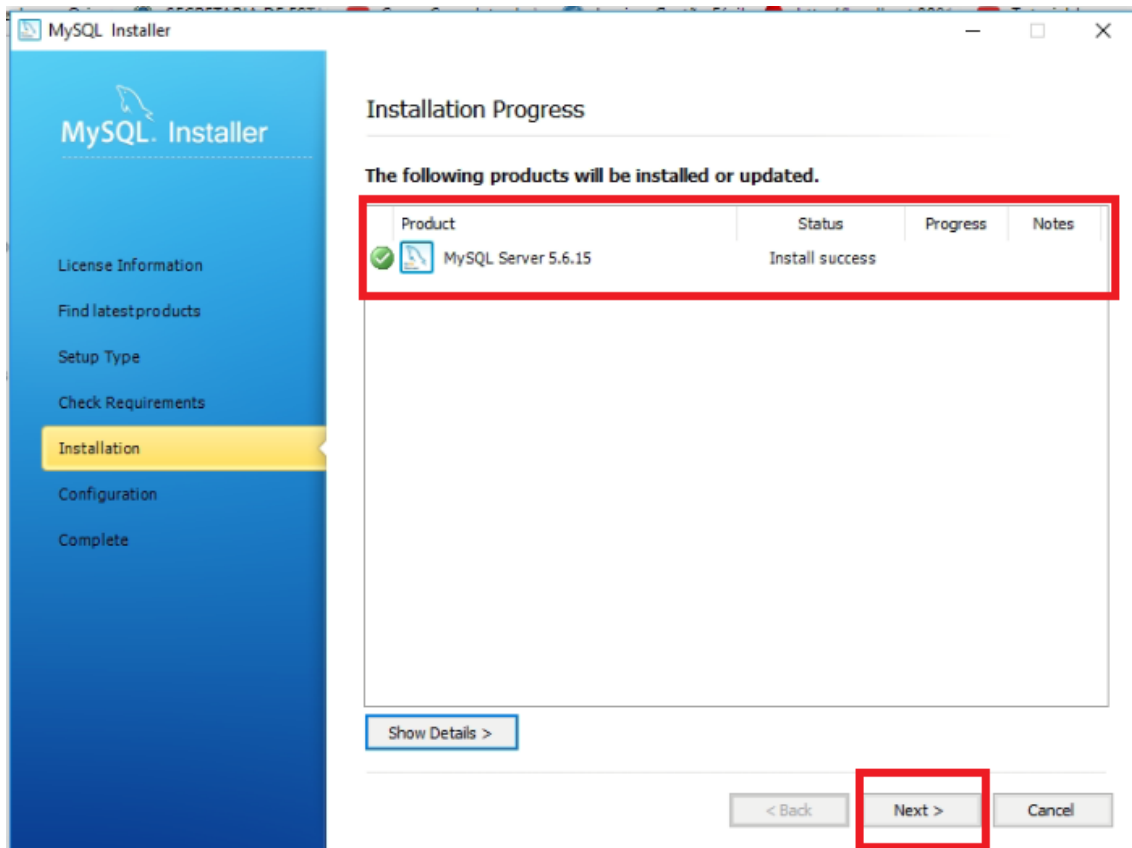 MySQL Installer
MySQL. Installer
License Information
Find latest products
Setup Type
Check Requirements
Installation
Configuration
Complete
Installation Progress
The following products will be installed or updated.
Product Status Progress Notes
MySQL Server 5.6.15 Install success
Show Details >
< Back Next > Cancel